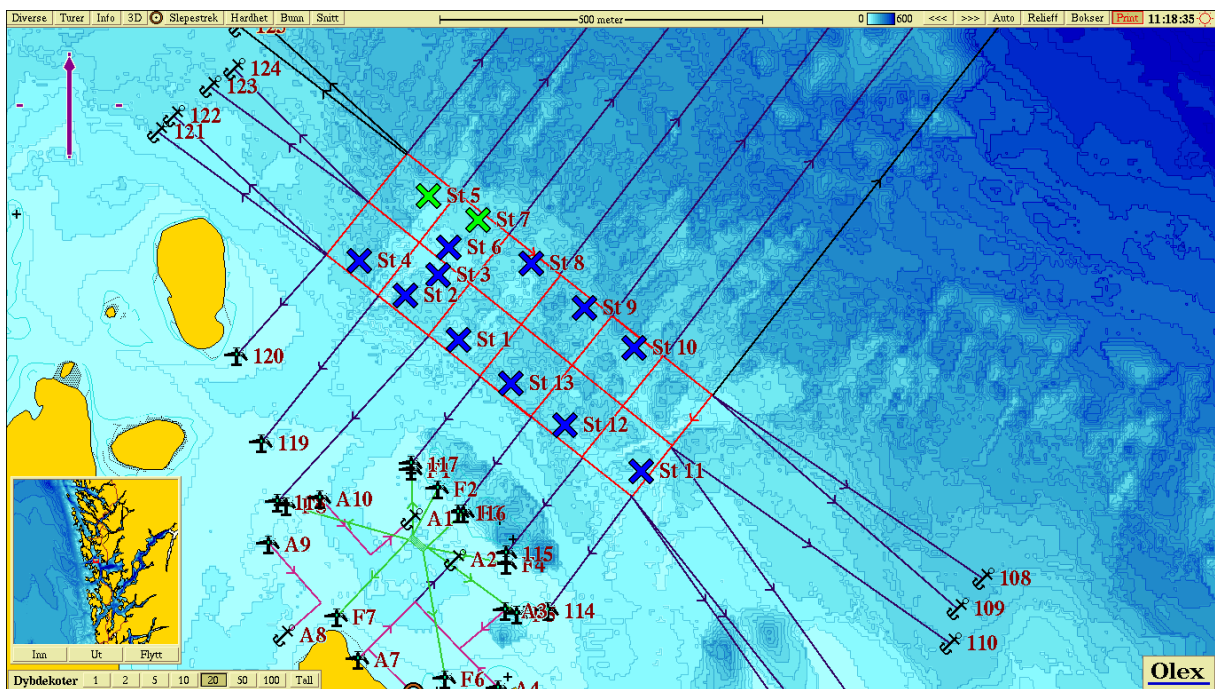 Diverse Turer Info 3D Slepestrek Hardhet Bunn Snitt 500 meter 0 600 <<< >>> Auto Relieff Bokser Print 11:18:35
124
123
122
121
St 5
St 7
St 6
St 8
St 4
St 3
St 2
St 9
St 1
St 10
120
St 13
St 12
119
St 11
117
F2
A10
A1
116
A9
A2
115
F4
108
109
A3
114
F7
A8
110
A7
F6
A4
Inn Ut Flytt
Olex
Dybdekoter 1 2 5 10 20 50 100 Tall